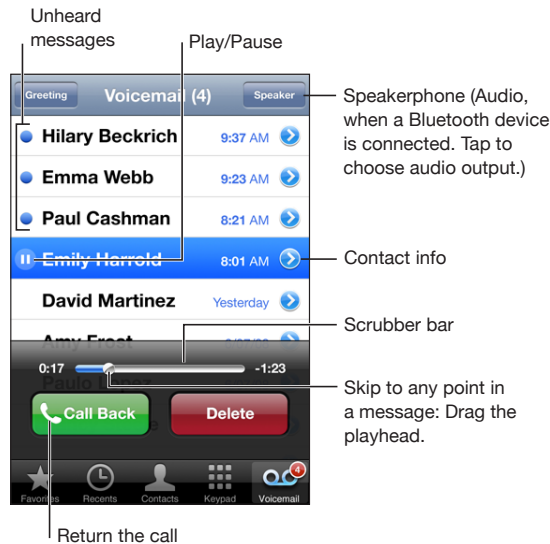 Unheard
messages
Play/Pause
Greeting
Voicemail (4)
Speaker
Speakerphone (Audio,
when a Bluetooth device
is connected. Tap to
choose audio output.)
Hilary Beckrich 9:37 AM
Emma Webb 9:23 AM
Paul Cashman 8:21 AM
Emily Harrold 8:01 AM
Contact info
David Martinez Yesterday
Scrubber bar
Amy Frost
0:17 -1:23
Paulo Lopez
Skip to any point in
a message: Drag the
playhead.
Call Back
Delete
Favorites
Recents
Contacts
Keypad
4
Voicemail
Return the call